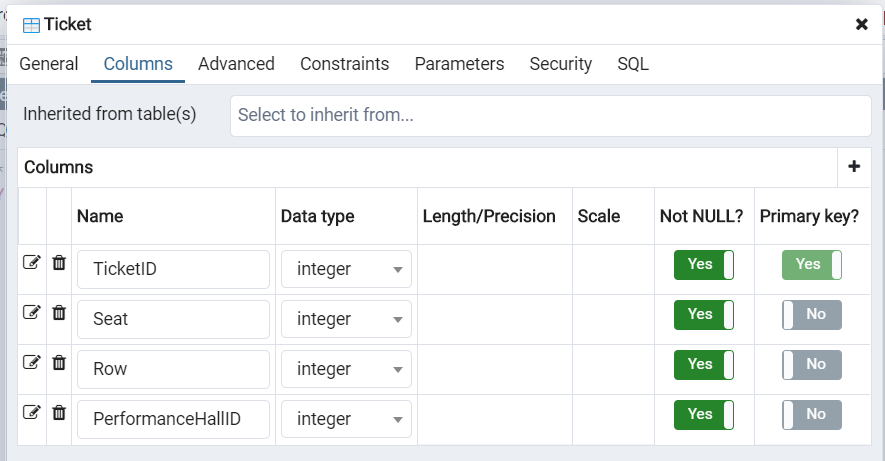 Ticket
General Columns Advanced Constraints Parameters Security SQL
Inherited from table(s) Select to inherit from...
Columns
Name Data type Length/Precision Scale Not NULL? Primary key?
TicketID integer Yes Yes
Seat integer Yes No
Row integer Yes No
PerformanceHallID integer Yes No